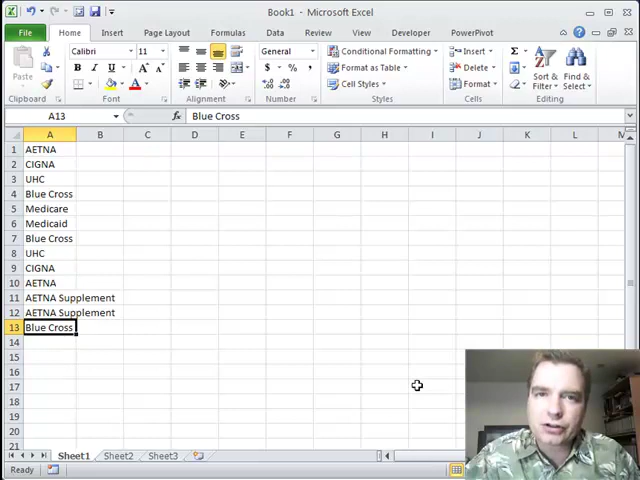 Book1 - Microsoft Excel
File Home Insert Page Layout Formulas Data Review View Developer PowerPivot
Calibri 11 General Conditional Formatting Insert Σ
Paste B I U A A $ % , Format as Table Delete Sort & Filter Find & Select
A Cell Styles Format
Clipboard Font Alignment Number Styles Cells Editing
A13 fx Blue Cross
A B C D E F G H I J K L M
1 AETNA
2 CIGNA
3 UHC
4 Blue Cross
5 Medicare
6 Medicaid
7 Blue Cross
8 UHC
9 CIGNA
10 AETNA
11 AETNA Supplement
12 AETNA Supplement
13 Blue Cross
14
15
16
17
18
19
20
21
Sheet1 Sheet2 Sheet3
Ready